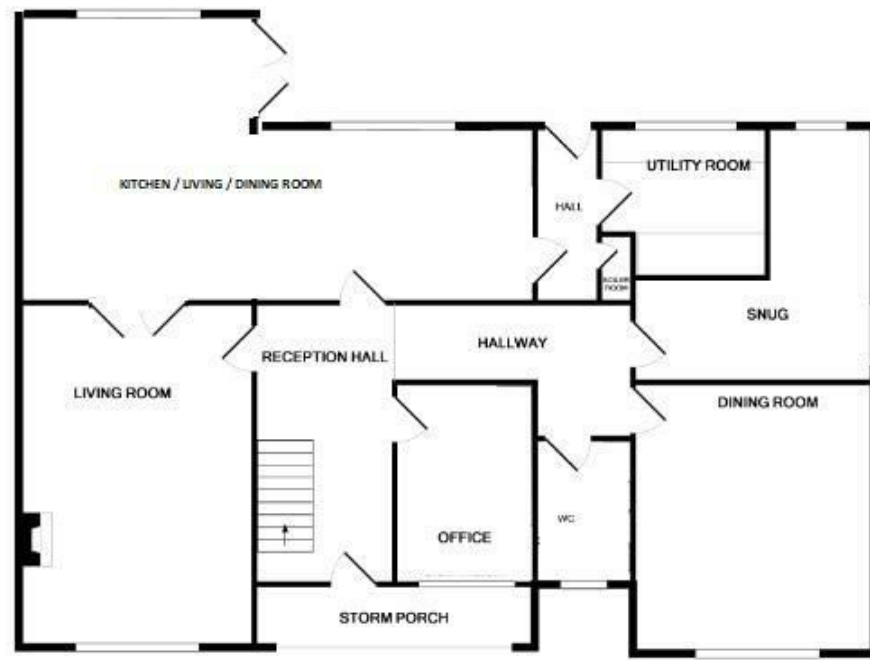 KITCHEN / LIVING / DINING ROOM
UTILITY ROOM
HALL
BOILER
ROOM
SNUG
HALLWAY
RECEPTION HALL
LIVING ROOM
DINING ROOM
OFFICE
WC
STORM PORCH